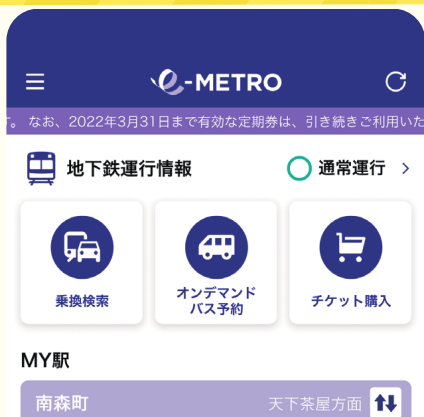 e-METRO
。 なお、2022年3月31日まで有効な定期券は、引き続きご利用いた
地下鉄運行情報
通常運行
乗換検索
オンデマンド
バス予約
チケット購入
MY駅
南森町
天下茶屋方面